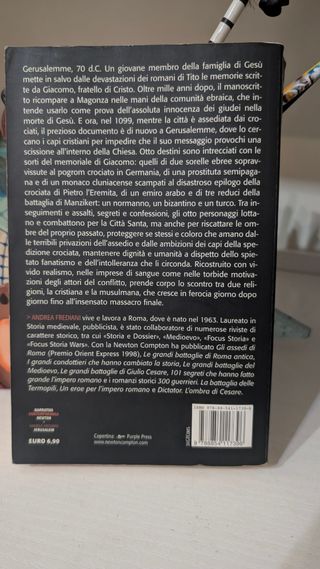 Gerusalemme, 70 d.C. Un giovane membro della famiglia di Gesù
mette in salvo dalle devastazioni dei romani di Tito le memorie scrit-
te da Giacomo, fratello di Cristo. Oltre mille anni dopo, il manoscrit-
to ricompare a Magonza nelle mani della comunità ebraica, che in-
tende usarlo come prova dell'assoluta innocenza dei giudei nella
morte di Gesù. E ora, nel 1099, mentre la città è assediata dai cro-
ciati, il prezioso documento è di nuovo a Gerusalemme, dove lo cer-
cano i capi cristiani per impedire che il suo messaggio provochi una
scissione all'interno della Chiesa. Otto destini sono intrecciati con le
sorti del memoriale di Giacomo: quelli di due sorelle ebree soprav-
vissute al pogrom crociato in Germania, di una prostituta semipaga-
na e di un monaco cluniacense scampati al disastroso epilogo della
crociata di Pietro l'Eremita, di un emiro arabo e di tre reduci della
battaglia di Manzikert: un normanno, un bizantino e un turco. Tra in-
seguimenti e assalti, segreti e confessioni, gli otto personaggi lotta-
no e combattono per la Città Santa, ma anche per riscattare le om-
bre del proprio passato, proteggere se stessi e coloro che amano dal-
le terribili privazioni dell'assedio e dalle ambizioni dei capi della spe-
dizione crociata, mantenere dignità e umanità a dispetto dello spie-
tato fanatismo e dell'intolleranza che li circonda. Ricostruito con vi-
vido realismo, nelle imprese di sangue come nelle torbide motiva-
zioni degli attori del conflitto, prende corpo lo scontro tra due reli-
gioni, la cristiana e la musulmana, che cresce in ferocia giorno dopo
giorno fino all'insensato massacro finale.
> ANDREA FREDIANI vive e lavora a Roma, dove è nato nel 1963. Laureato in
Storia medievale, pubblicista, è stato collaboratore di numerose riviste di
carattere storico, tra cui «Storia e Dossier», «Medioevo», «Focus Storia» e
«Focus Storia Wars». Con la Newton Compton ha pubblicato Gli assedi di
Roma (Premio Orient Express 1998), Le grandi battaglie di Roma antica,
I grandi condottieri che hanno cambiato la storia, Le grandi battaglie del
Medioevo, Le grandi battaglie di Giulio Cesare, 101 segreti che hanno fatto
grande l'impero romano e i romanzi storici 300 guerrieri. La battaglia delle
Termopili, Un eroe per l'impero romano e Dictator. L'ombra di Cesare.
NARRATIVA
CONTEMPORANEA
NEWTON
ANDREA FREDIANI
JERUSALEM
EURO 6,90
Copertina: Purple Press
www.newtoncompton.com
ISBN 978-88-541-1730-0
9 788854 117300